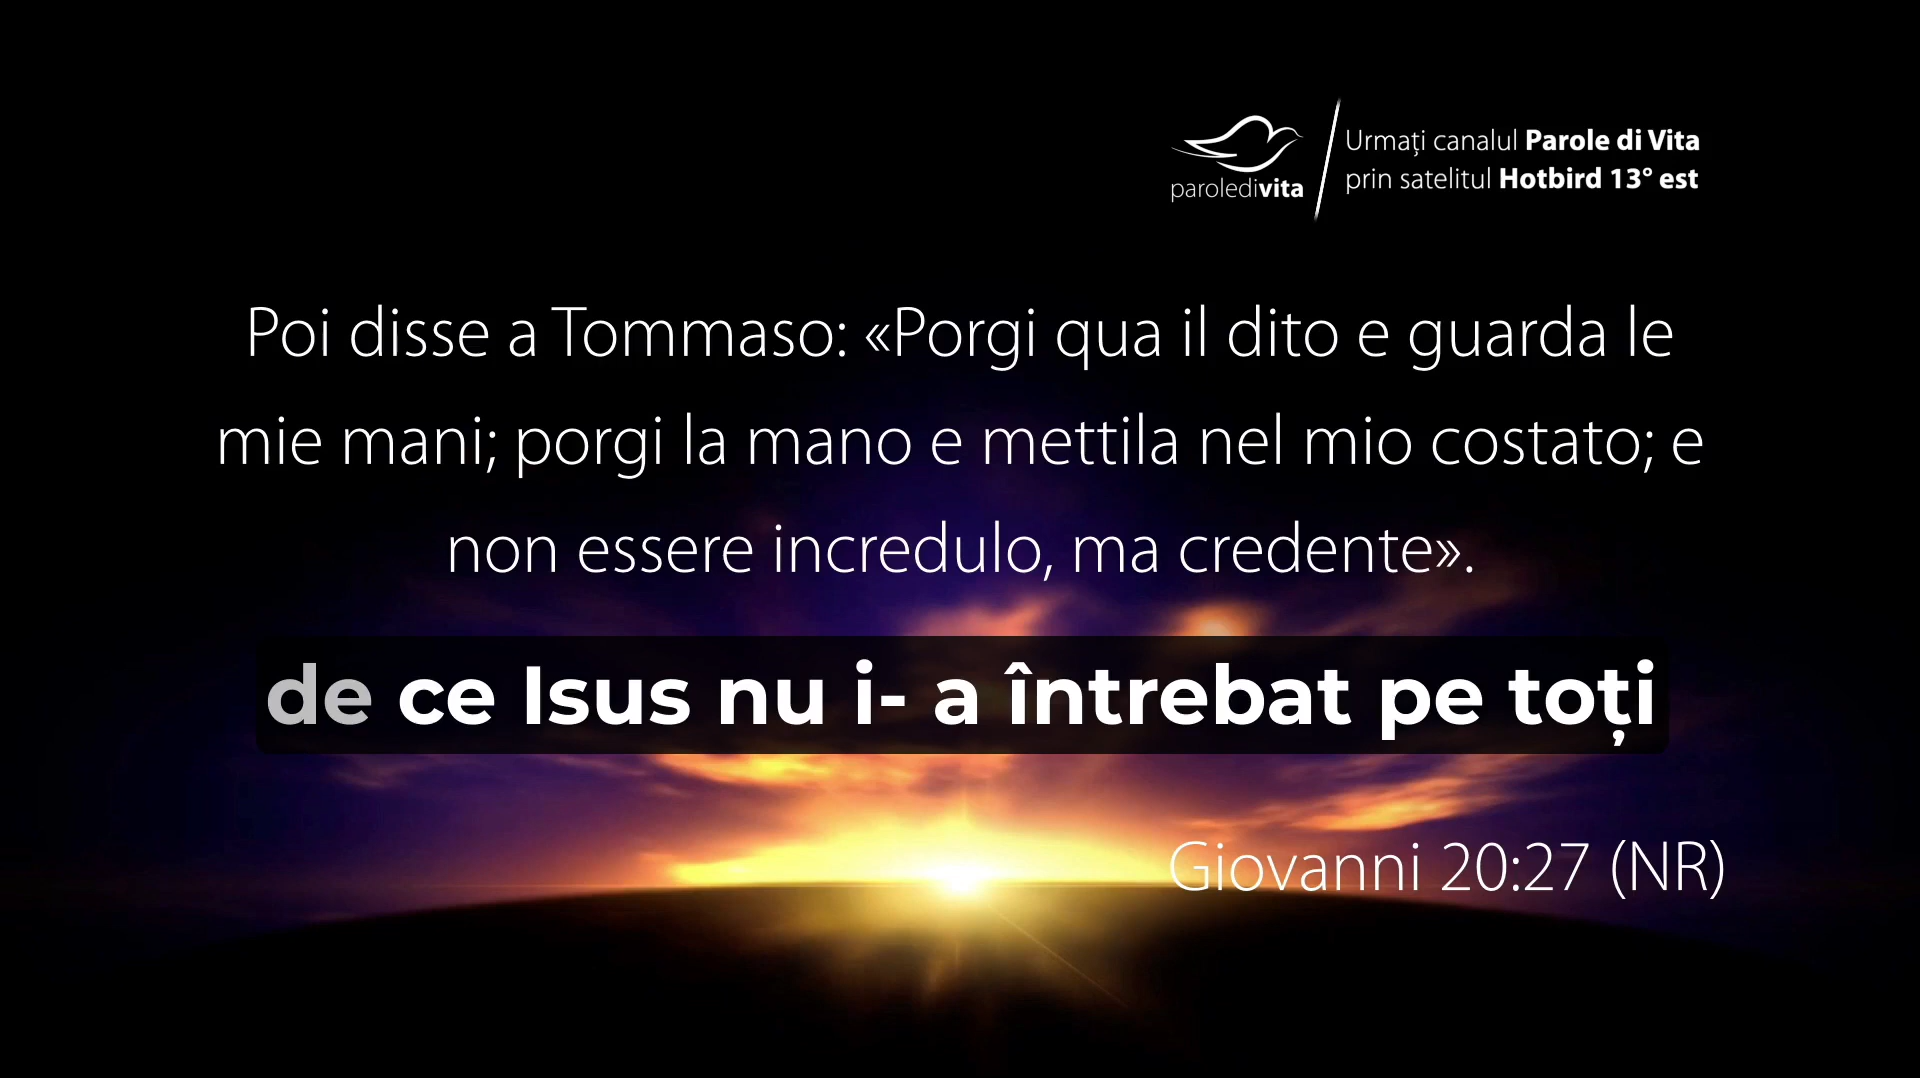 Urmați canalul Parole di Vita
prin satelitul Hotbird 13° est
paroledivita
Poi disse a Tommaso: «Porgi qua il dito e guarda le
mie mani; porgi la mano e mettila nel mio costato; e
non essere incredulo, ma credente».
de ce Isus nu i- a întrebat pe toți
Giovanni 20:27 (NR)